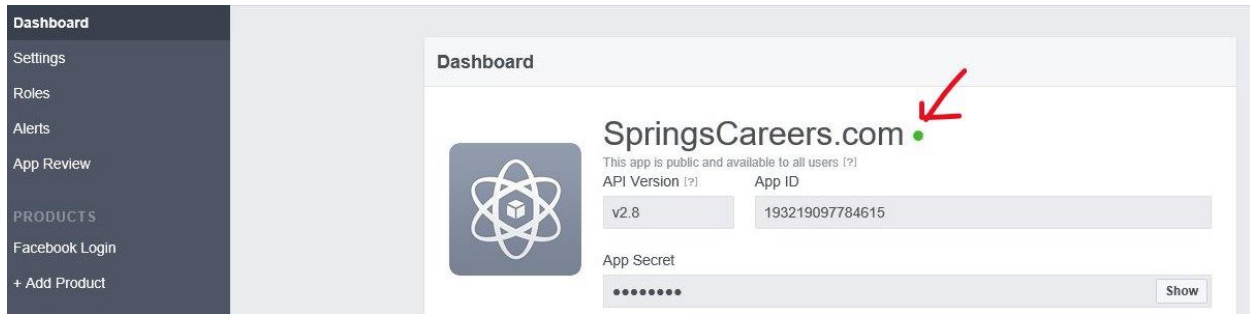 Dashboard
Settings
Roles
Alerts
App Review
PRODUCTS
Facebook Login
+ Add Product
Dashboard
SpringsCareers.com
This app is public and available to all users [?]
API Version [?] App ID
v2.8 193219097784615
App Secret
●●●●●●●● Show